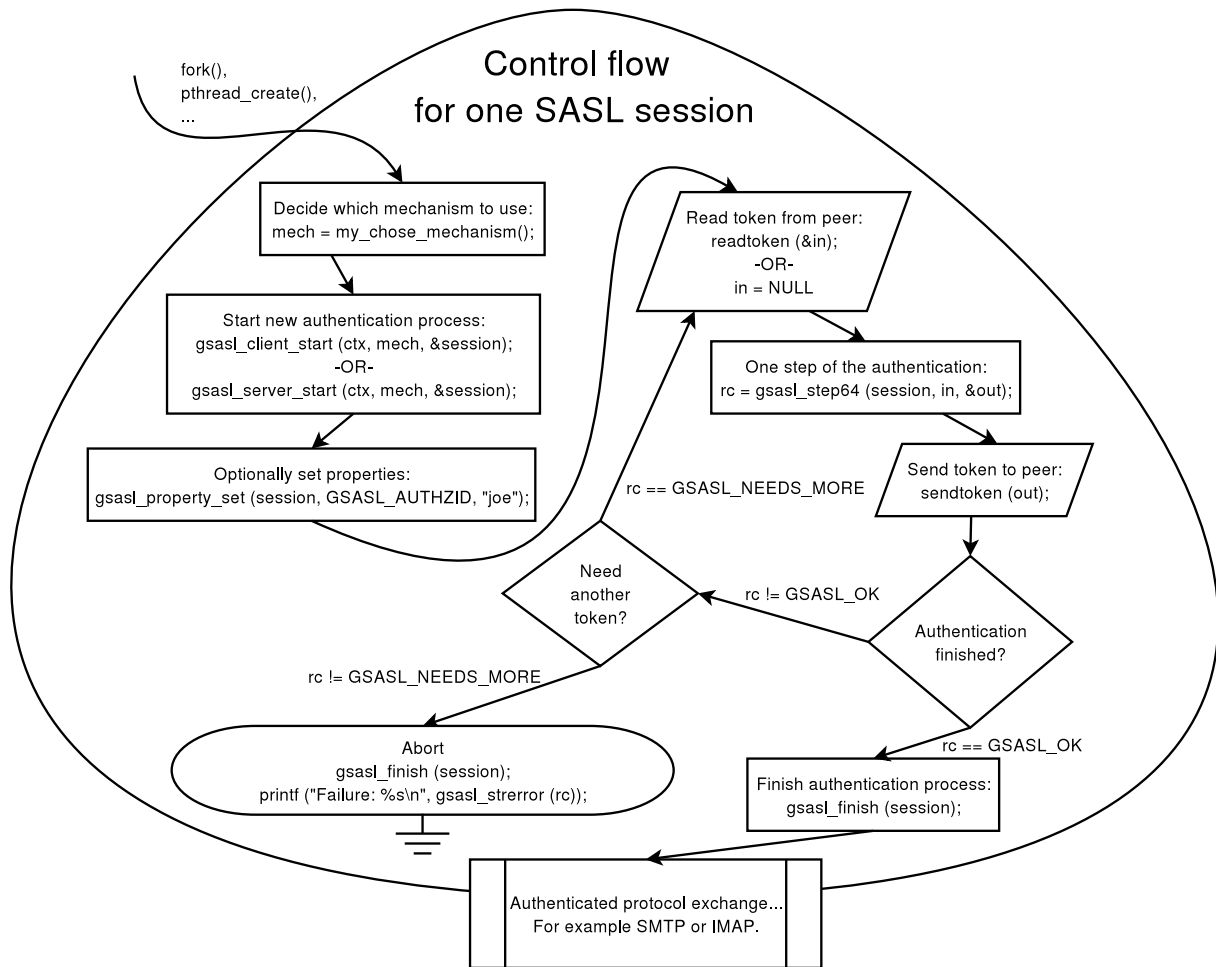 Control flow
for one SASL session
fork(),
pthread_create(),
...
Decide which mechanism to use:
mech = my_chose_mechanism();
Start new authentication process:
gsasl_client_start (ctx, mech, &session);
-OR-
gsasl_server_start (ctx, mech, &session);
Optionally set properties:
gsasl_property_set (session, GSASL_AUTHZID, "joe");
Read token from peer:
readtoken (&in);
-OR-
in = NULL
One step of the authentication:
rc = gsasl_step64 (session, in, &out);
Send token to peer:
sendtoken (out);
Authentication
finished?
rc != GSASL_OK
Need
another
token?
rc == GSASL_NEEDS_MORE
rc != GSASL_NEEDS_MORE
Abort
gsasl_finish (session);
printf ("Failure: %s\n", gsasl_strerror (rc));
rc == GSASL_OK
Finish authentication process:
gsasl_finish (session);
Authenticated protocol exchange...
For example SMTP or IMAP.